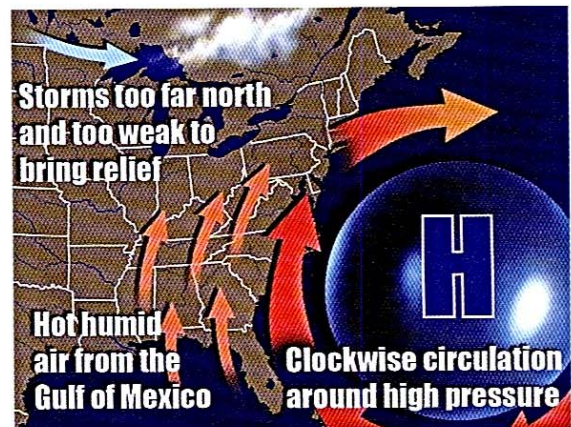 Storms too far north
and too weak to
bring relief
H
Hot humid
air from the
Gulf of Mexico
Clockwise circulation
around high pressure